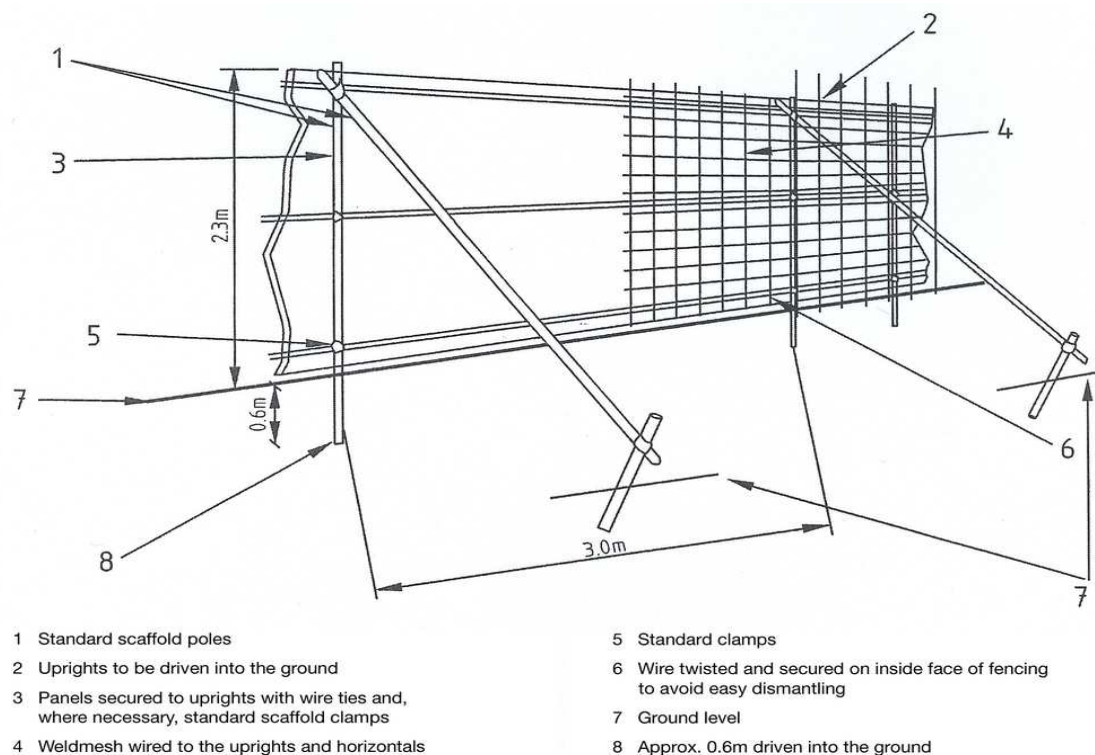 2
1
4
3
2.3m
5
7
0.6m
6
8
3.0m
7
1 Standard scaffold poles
2 Uprights to be driven into the ground
3 Panels secured to uprights with wire ties and,
where necessary, standard scaffold clamps
4 Weldmesh wired to the uprights and horizontals
5 Standard clamps
6 Wire twisted and secured on inside face of fencing
to avoid easy dismantling
7 Ground level
8 Approx. 0.6m driven into the ground